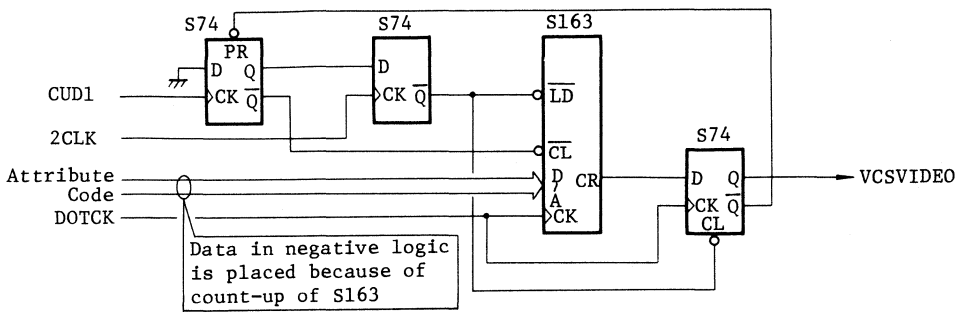 S74
PR
D Q
CK Q
S74
D
CK Q
S163
LD
CL
D
A
CK
CR
S74
D Q
CK Q
CL
CUD1
2CLK
Attribute
Code
DOTCK
VCSVIDEO
Data in negative logic
is placed because of
count-up of S163